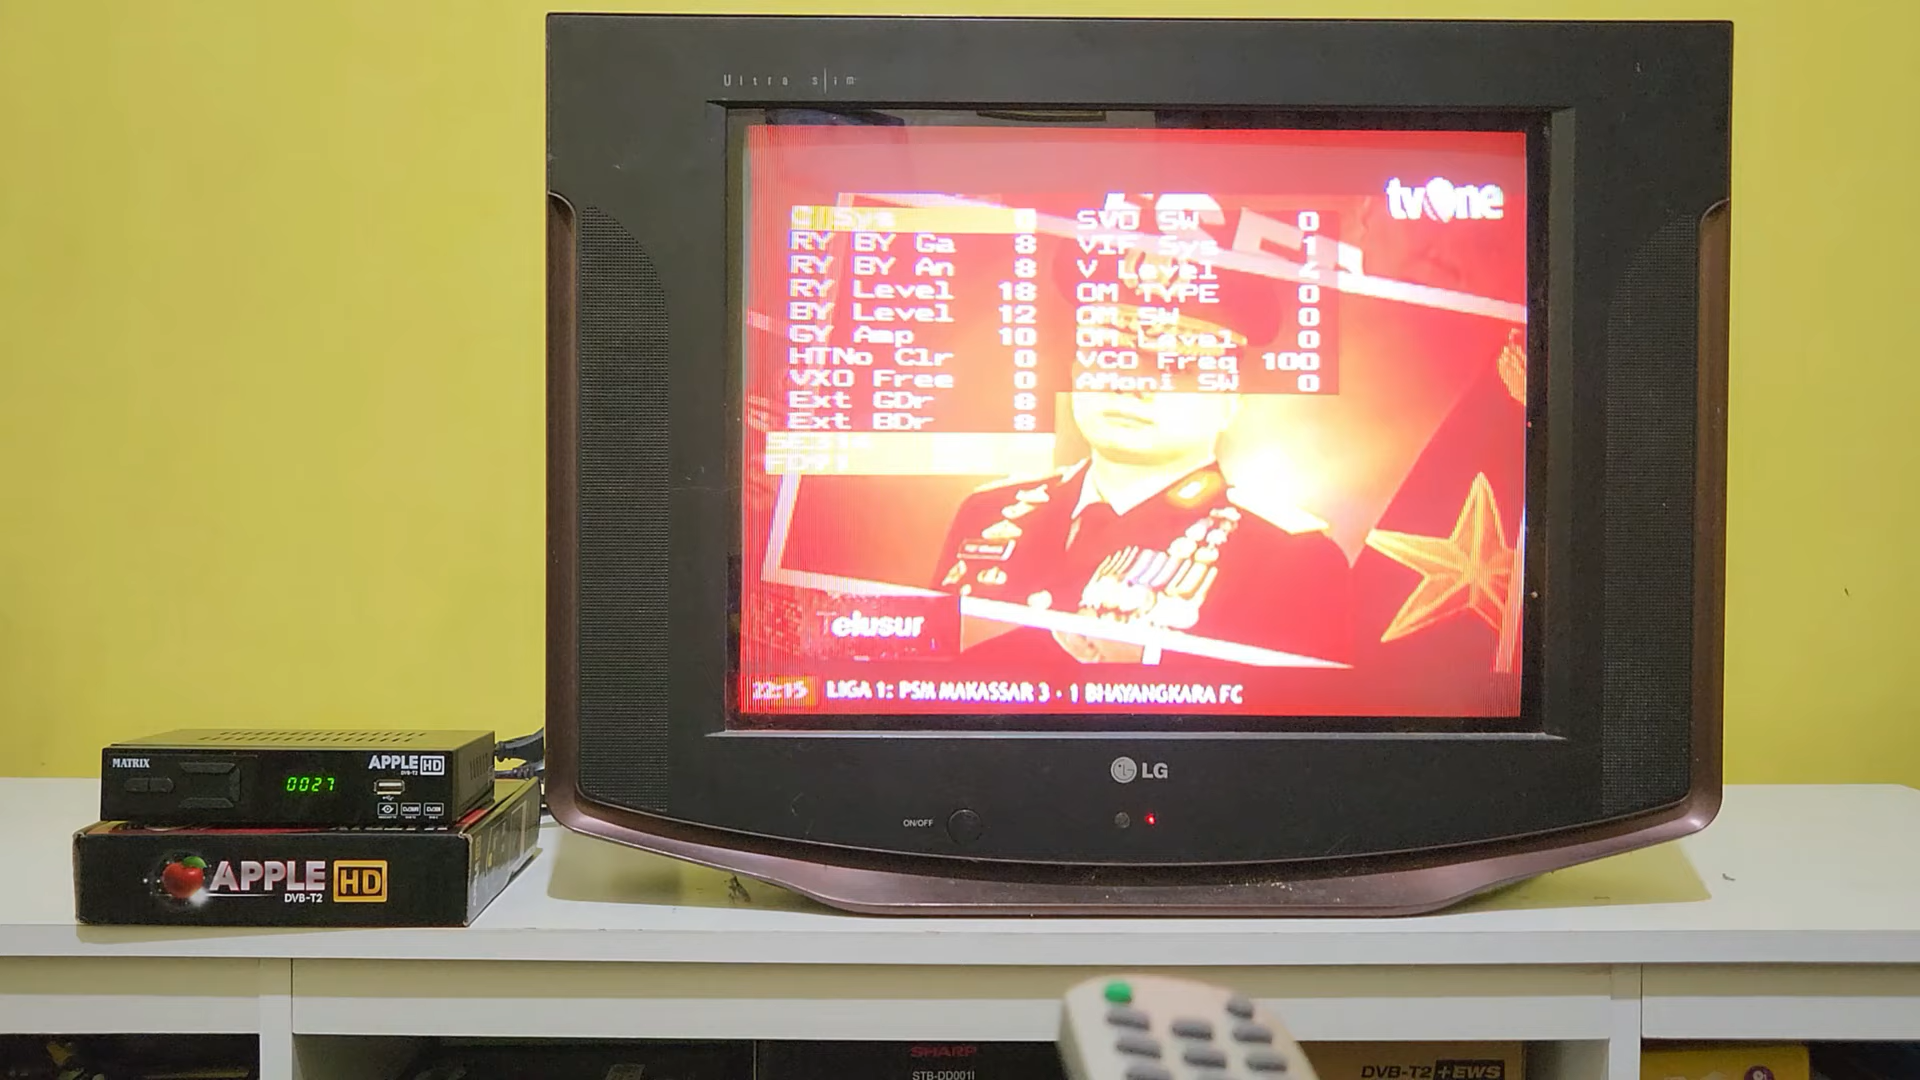 Ultra slim
tvOne
C Sys
RY BY Ga 8
RY BY An 8
RY Level 18
BY Level 12
GY Amp 10
HTNo Clr 0
VXO Free 0
Ext GDr 8
Ext BDr 8
SVO SW 0
VIF Sys 1
V Level
OM TYPE 0
OM SW 0
OM Level 0
VCO Freq 100
AMoni SW 0
elusur
22:15 LIGA 1: PSM MAKASSAR 3 - 1 BHAYANGKARA FC
LG
ON/OFF
MATRIX
APPLE HD
DVB-T2
0027
APPLE HD
DVB-T2
SHARP
STB-DD001I
DVB-T2+EWS